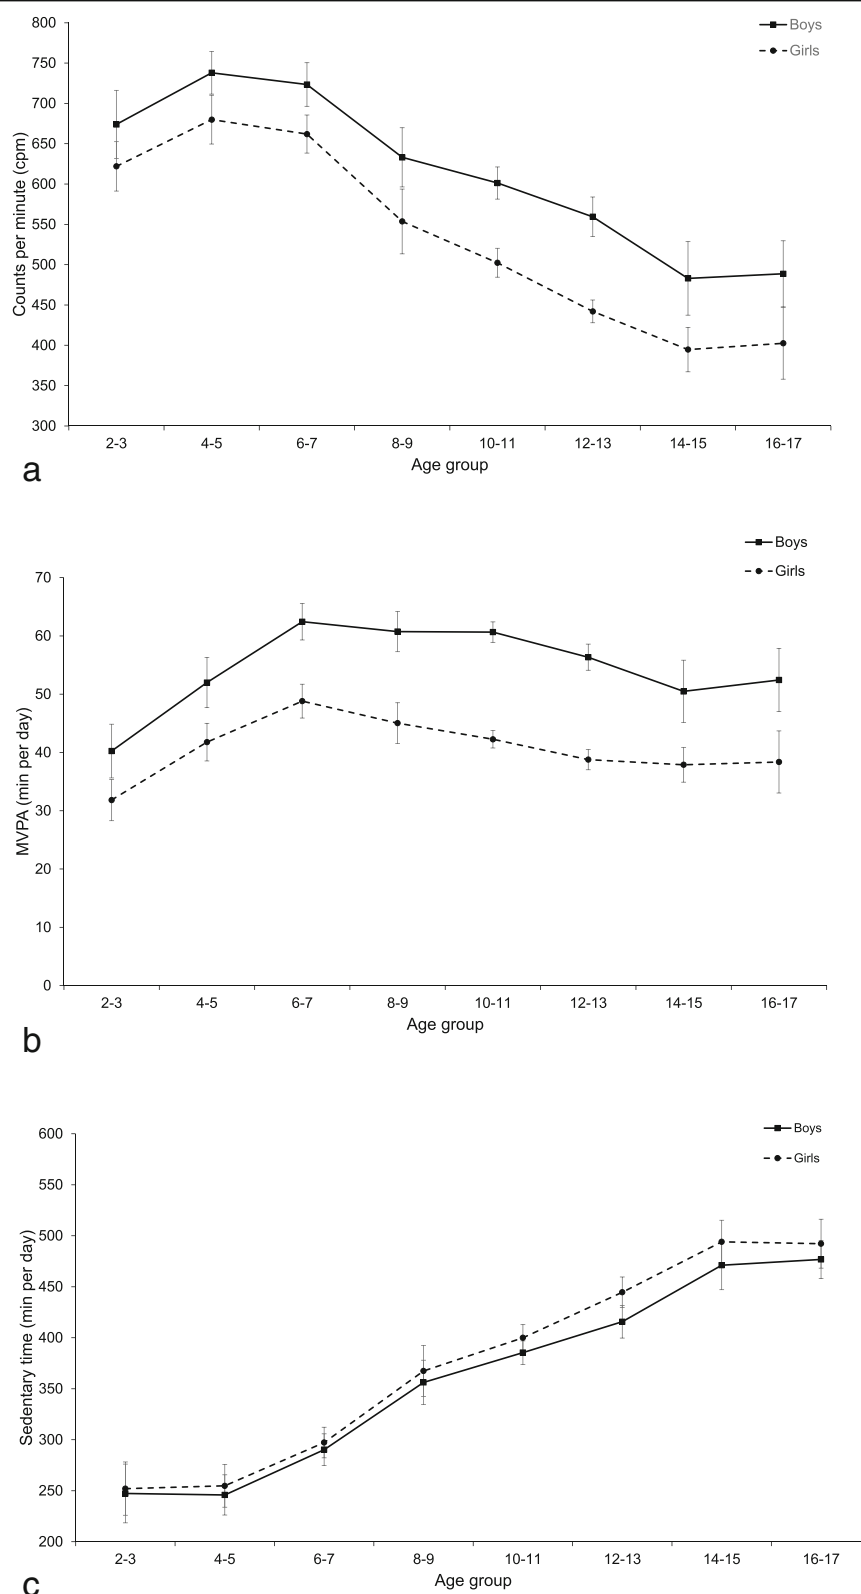 800
Boys
Girls
750
700
650
600
550
500
450
400
350
300
Counts per minute (cpm)
2-3 4-5 6-7 8-9 10-11 12-13 14-15 16-17
Age group
a
Boys
Girls
70
60
50
40
30
20
10
0
MVPA (min per day)
2-3 4-5 6-7 8-9 10-11 12-13 14-15 16-17
Age group
b
Boys
Girls
600
550
500
450
400
350
300
250
200
Sedentary time (min per day)
2-3 4-5 6-7 8-9 10-11 12-13 14-15 16-17
Age group
c